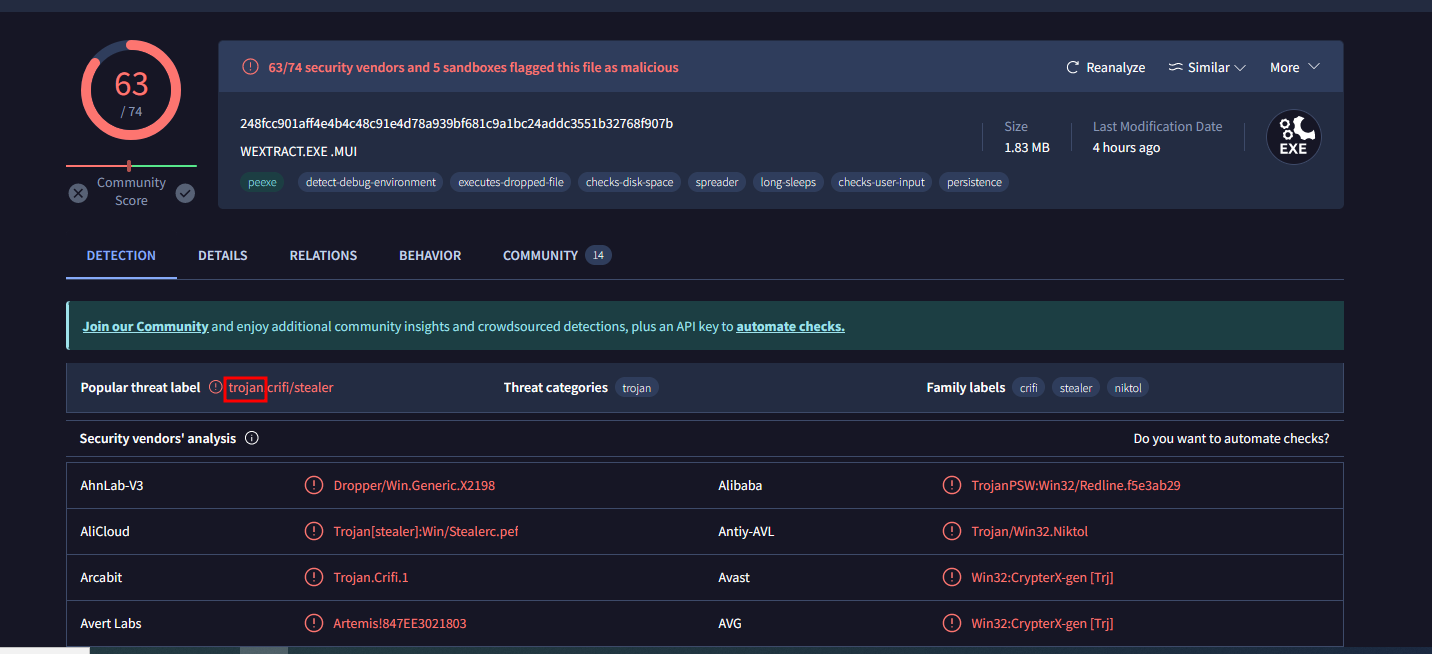 63
/ 74
Community
Score
63/74 security vendors and 5 sandboxes flagged this file as malicious
Reanalyze
Similar
More
248fcc901aff4e4b4c48c91e4d78a939bf681c9a1bc24addc3551b32768f907b
WEXTRACT.EXE .MUI
Size
1.83 MB
Last Modification Date
4 hours ago
EXE
peexe
detect-debug-environment
executes-dropped-file
checks-disk-space
spreader
long-sleeps
checks-user-input
persistence
DETECTION
DETAILS
RELATIONS
BEHAVIOR
COMMUNITY 14
Join our Community and enjoy additional community insights and crowdsourced detections, plus an API key to automate checks.
Popular threat label trojan.crifi/stealer
Threat categories trojan
Family labels crifi stealer niktol
Security vendors' analysis
Do you want to automate checks?
AhnLab-V3 Dropper/Win.Generic.X2198
Alibaba TrojanPSW:Win32/Redline.f5e3ab29
AliCloud Trojan[stealer]:Win/Stealerc.pef
Antiy-AVL Trojan/Win32.Niktol
Arcabit Trojan.Crifi.1
Avast Win32:CrypterX-gen [Trj]
Avert Labs Artemis!847EE3021803
AVG Win32:CrypterX-gen [Trj]